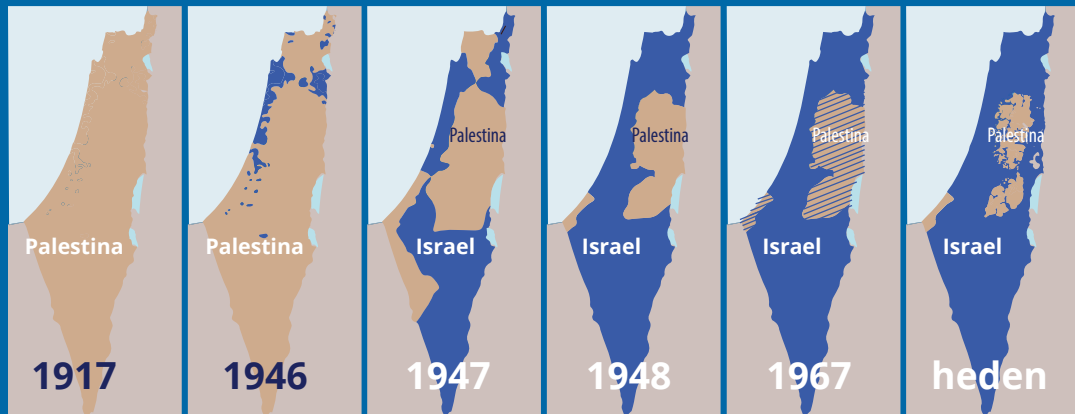 Palestina
1917
Palestina
1946
Palestina
Israel
1947
Palestina
Israel
1948
Palestina
Israel
1967
Palestina
Israel
heden